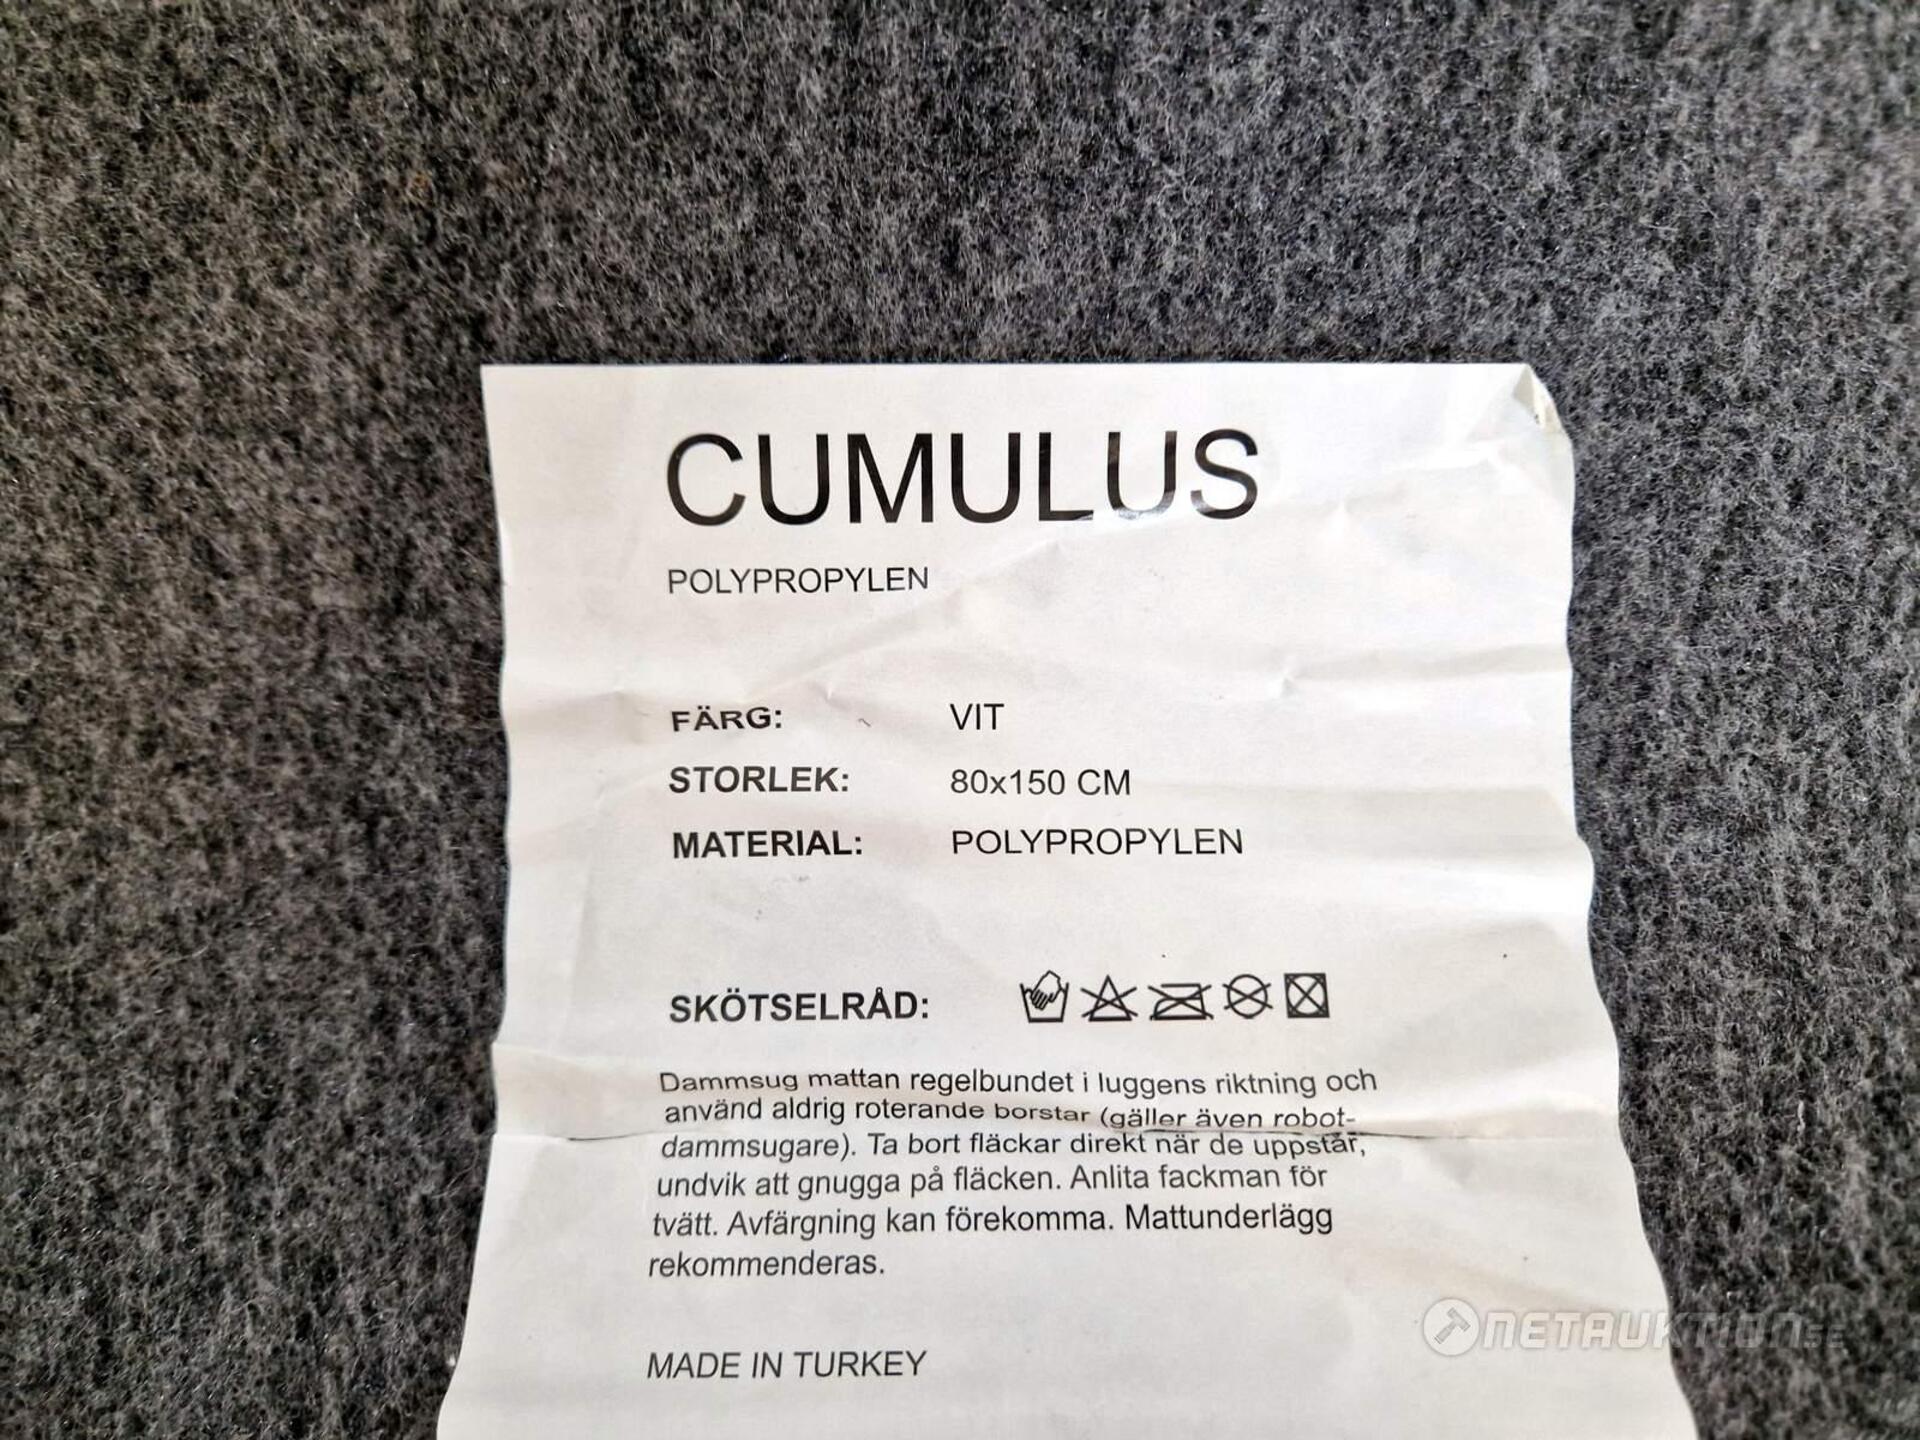 CUMULUS
POLYPROPYLEN
FÄRG: VIT
STORLEK: 80x150 CM
MATERIAL: POLYPROPYLEN
SKÖTSELRÅD:
Dammsug mattan regelbundet i luggens riktning och
använd aldrig roterande borstar (gäller även robot-
dammsugare). Ta bort fläckar direkt när de uppstår,
undvik att gnugga på fläcken. Anlita fackman för
tvätt. Avfärgning kan förekomma. Mattunderlägg
rekommenderas.
MADE IN TURKEY
NETAUKTION.SE